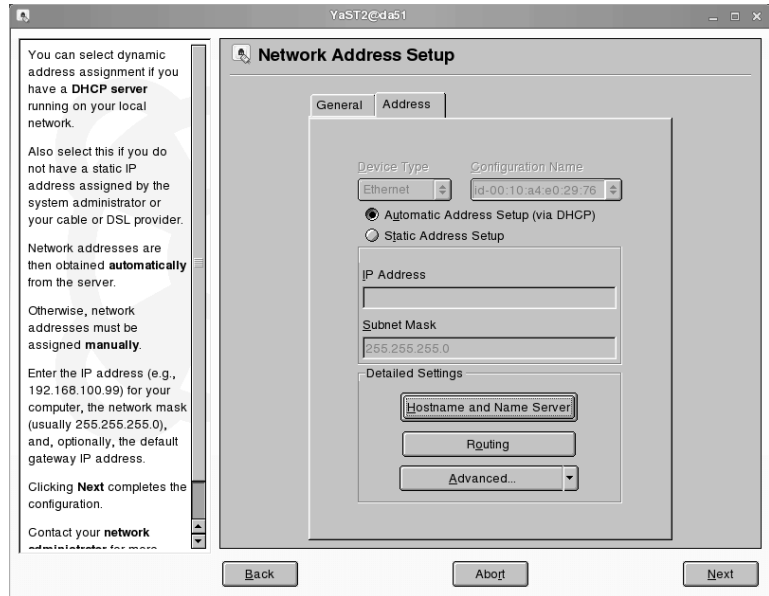 YaST2@da51
You can select dynamic
address assignment if you
have a DHCP server
running on your local
network.
Also select this if you do
not have a static IP
address assigned by the
system administrator or
your cable or DSL provider.
Network addresses are
then obtained automatically
from the server.
Otherwise, network
addresses must be
assigned manually.
Enter the IP address (e.g.,
192.168.100.99) for your
computer, the network mask
(usually 255.255.255.0),
and, optionally, the default
gateway IP address.
Clicking Next completes the
configuration.
Contact your network
administrator for more
Network Address Setup
General
Address
Device Type
Configuration Name
Ethernet
id-00:10:a4:e0:29:76
Automatic Address Setup (via DHCP)
Static Address Setup
IP Address
Subnet Mask
255.255.255.0
Detailed Settings
Hostname and Name Server
Routing
Advanced...
Back
Abort
Next